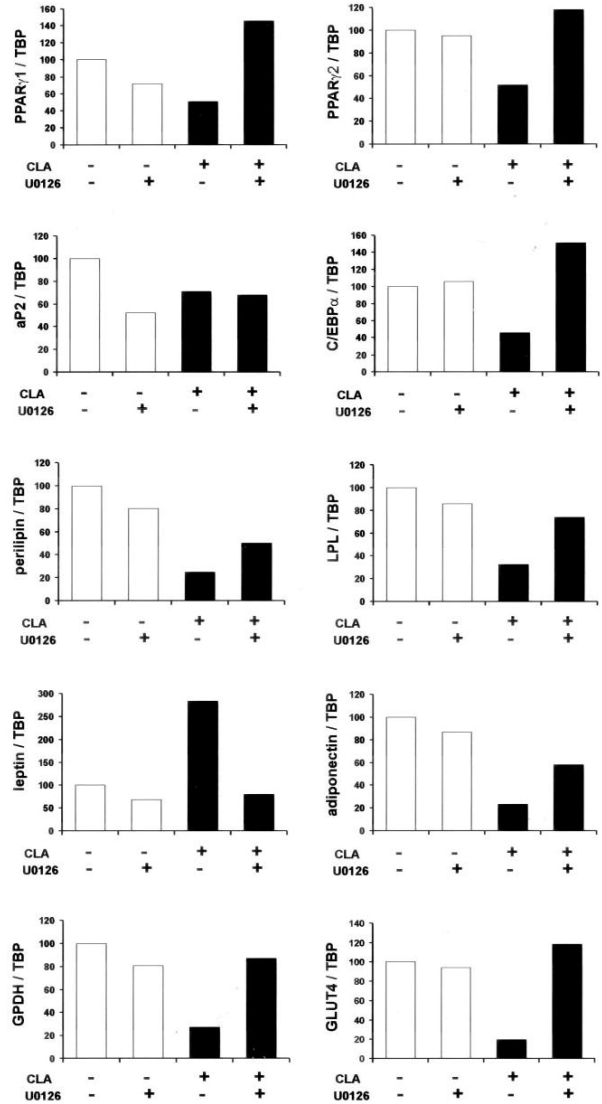 PPARγ1 / TBP
160
140
120
100
80
60
40
20
0
CLA - - + +
U0126 - + - +
PPARγ2 / TBP
120
100
80
60
40
20
0
CLA - - + +
U0126 - + - +
aP2 / TBP
120
100
80
60
40
20
0
CLA - - + +
U0126 - + - +
C/EBPα / TBP
160
140
120
100
80
60
40
20
0
CLA - - + +
U0126 - + - +
perilipin / TBP
120
100
80
60
40
20
0
CLA - - + +
U0126 - + - +
LPL / TBP
120
100
80
60
40
20
0
CLA - - + +
U0126 - + - +
leptin / TBP
300
250
200
150
100
50
0
CLA - - + +
U0126 - + - +
adiponectin / TBP
120
100
80
60
40
20
0
CLA - - + +
U0126 - + - +
GPDH / TBP
120
100
80
60
40
20
0
CLA - - + +
U0126 - + - +
GLUT4 / TBP
140
120
100
80
60
40
20
0
CLA - - + +
U0126 - + - +